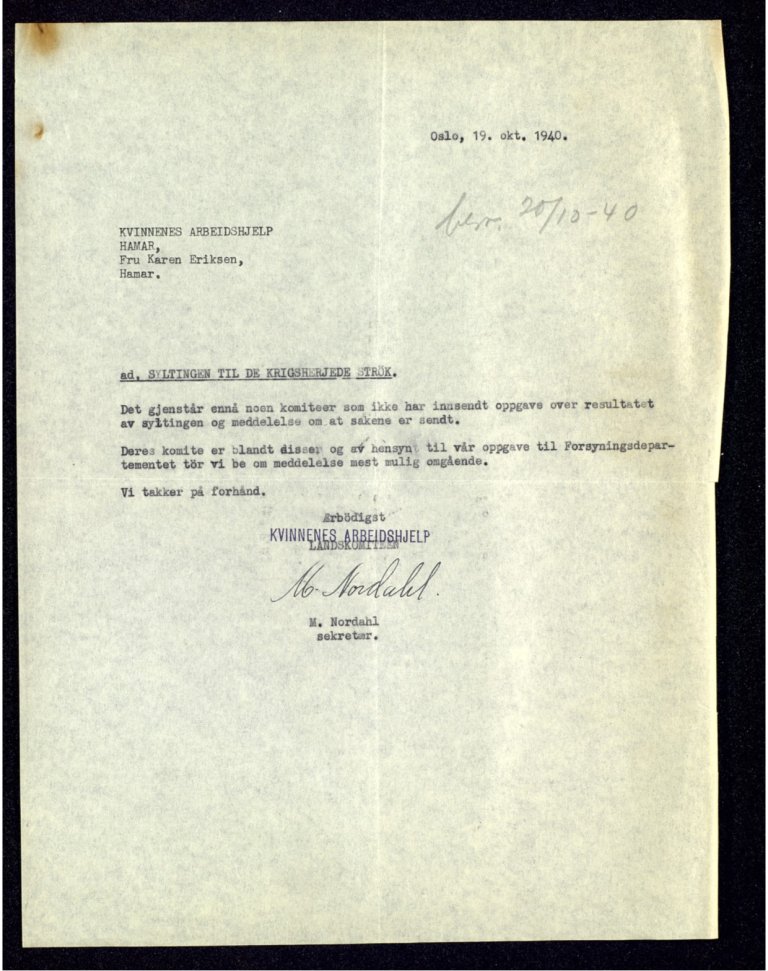 Oslo, 19. okt. 1940.
besv. 20/10-40
KVINNENES ARBEIDSHJELP
HAMAR,
Fru Karen Eriksen,
Hamar.
ad. SYLTINGEN TIL DE KRIGSHERJEDE STRÖK.
Det gjenstår ennå noen komiteer som ikke har innsendt oppgave over resultatet
av syltingen og meddelelse om at sakene er sendt.
Deres komite er blandt disse, og av hensyn til vår oppgave til Forsyningsdepar-
tementet tör vi be om meddelelse mest mulig omgående.
Vi takker på forhånd.
Ærbödigst
KVINNENES ARBEIDSHJELP
LANDSKOMITEEN
M. Nordahl.
M. Nordahl
sekretær.